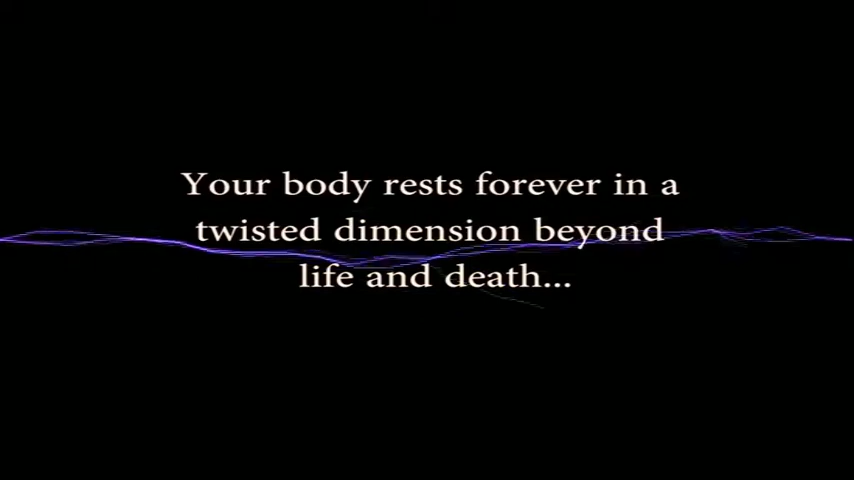 Your body rests forever in a
twisted dimension beyond
life and death...